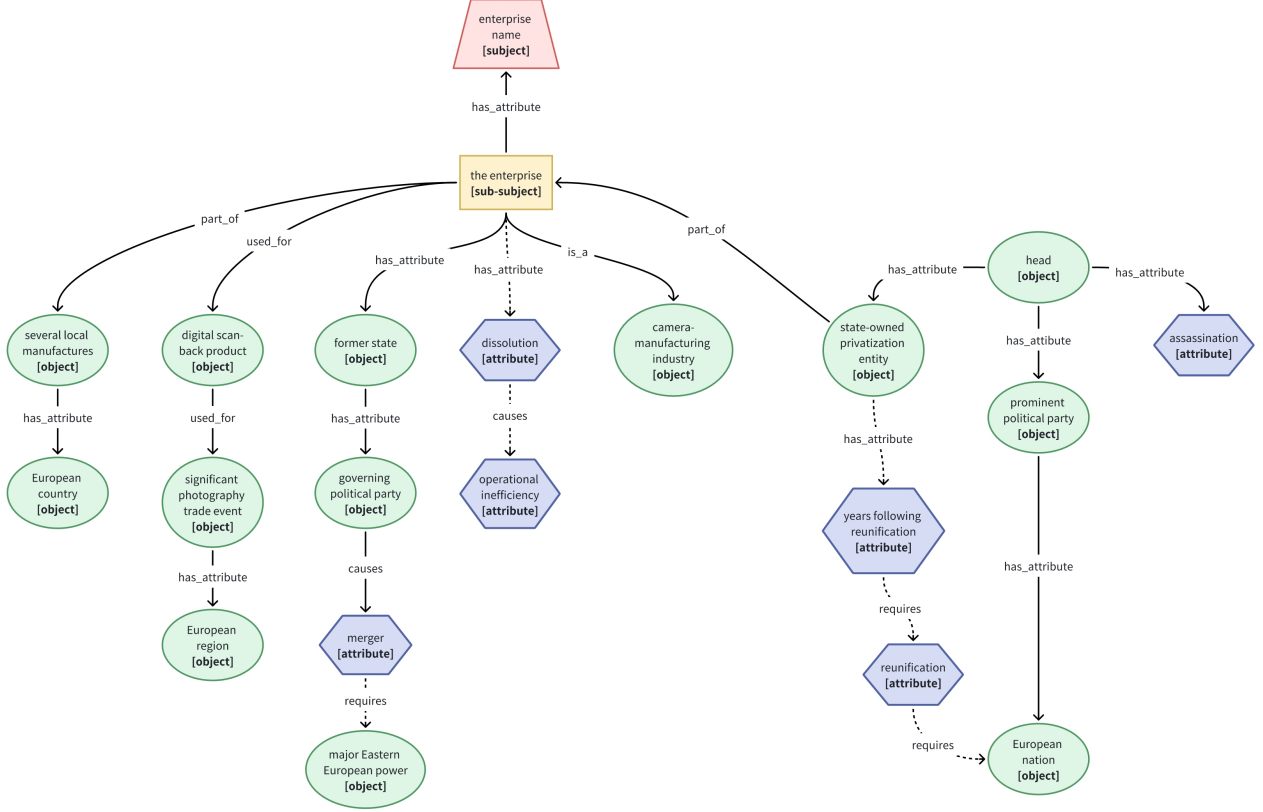 enterprise
name
[subject]
has_attribute
the enterprise
[sub-subject]
part_of
used_for
has_attribute
has_attribute
is_a
part_of
head
[object]
has_attribute
has_attribute
several local
manufactures
[object]
digital scan-
back product
[object]
former state
[object]
dissolution
[attribute]
camera-
manufacturing
industry
[object]
state-owned
privatization
entity
[object]
has_attibute
assassination
[attribute]
has_attribute
used_for
has_attribute
causes
has_attribute
prominent
political party
[object]
European
country
[object]
significant
photography
trade event
[object]
governing
political party
[object]
operational
inefficiency
[attribute]
years following
reunification
[attribute]
has_attribute
causes
has_attribute
requires
European
region
[object]
merger
[attribute]
reunification
[attribute]
requires
requires
major Eastern
European power
[object]
European
nation
[object]